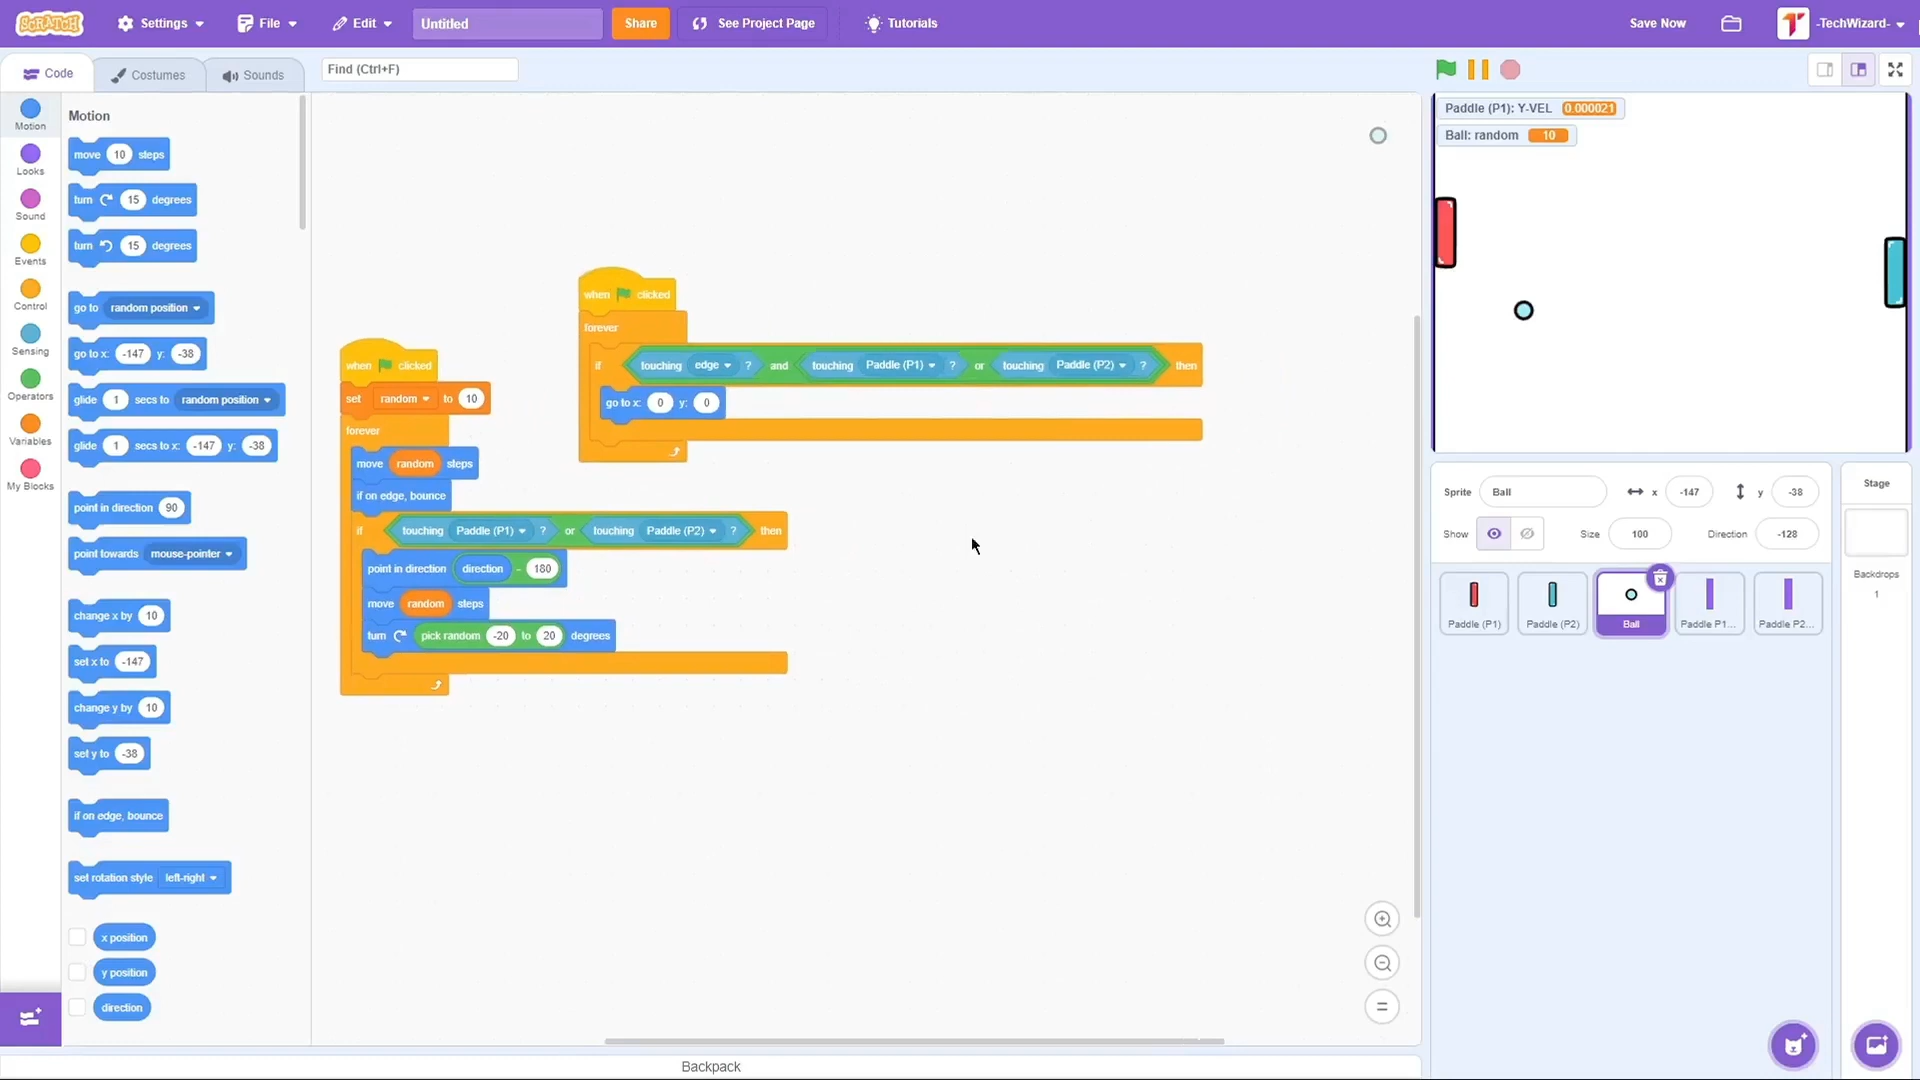 SCRATCH Settings File Edit Untitled Share See Project Page Tutorials Save Now -TechWizard-
Code Costumes Sounds Find (Ctrl+F)
Motion
Looks
Sound
Events
Control
Sensing
Operators
Variables
My Blocks
Motion
move 10 steps
turn 15 degrees
turn 15 degrees
go to random position
go to x: -147 y: -38
glide 1 secs to random position
glide 1 secs to x: -147 y: -38
point in direction 90
point towards mouse-pointer
change x by 10
set x to -147
change y by 10
set y to -38
if on edge, bounce
set rotation style left-right
x position
y position
direction
when clicked
set random to 10
forever
move random steps
if on edge, bounce
if touching Paddle (P1) ? or touching Paddle (P2) ? then
point in direction direction - 180
move random steps
turn pick random -20 to 20 degrees
when clicked
forever
if touching edge ? and touching Paddle (P1) ? or touching Paddle (P2) ? then
go to x: 0 y: 0
Paddle (P1): Y-VEL 0.000021
Ball: random 10
Sprite Ball x -147 y -38
Show Size 100 Direction -128
Paddle (P1) Paddle (P2) Ball Paddle P1... Paddle P2...
Stage
Backdrops
1
Backpack